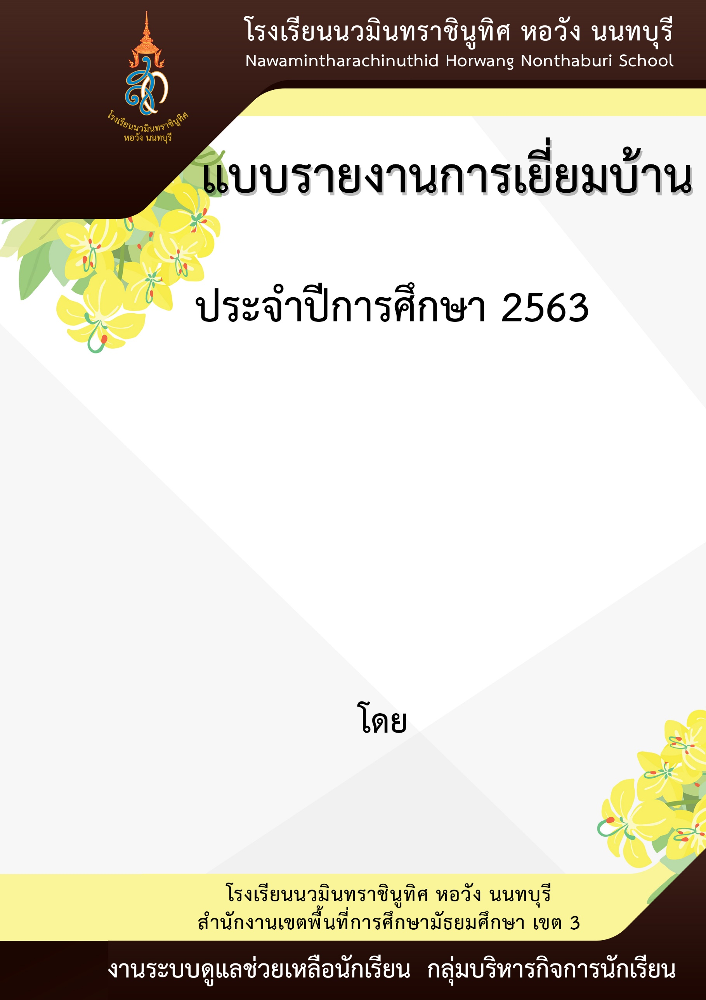 โรงเรียนนวมินทราชินูทิศ หอวัง นนทบุรี
Nawamintharachinuthid Horwang Nonthaburi School
โรงเรียนนวมินทราชินูทิศ
หอวัง นนทบุรี
แบบรายงานการเยี่ยมบ้าน
ประจำปีการศึกษา 2563
โดย
โรงเรียนนวมินทราชินูทิศ หอวัง นนทบุรี
สำนักงานเขตพื้นที่การศึกษามัธยมศึกษา เขต 3
งานระบบดูแลช่วยเหลือนักเรียน กลุ่มบริหารกิจการนักเรียน